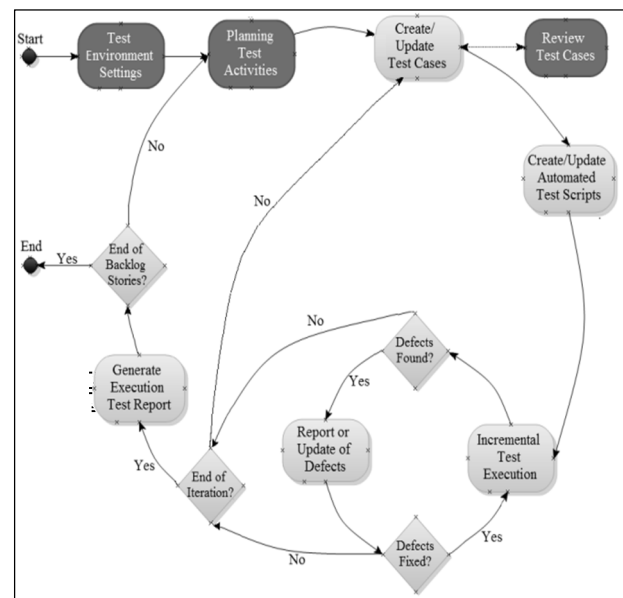 Start
Test
Environment
Settings
Planning
Test
Activities
Create/
Update
Test Cases
Review
Test Cases
No
Create/Update
Automated
Test Scripts
No
End
Yes
End of
Backlog
Stories?
No
Defects
Found?
Generate
Execution
Test Report
Yes
Report or
Update of
Defects
Incremental
Test
Execution
Yes
End of
Iteration?
No
Defects
Fixed?
Yes